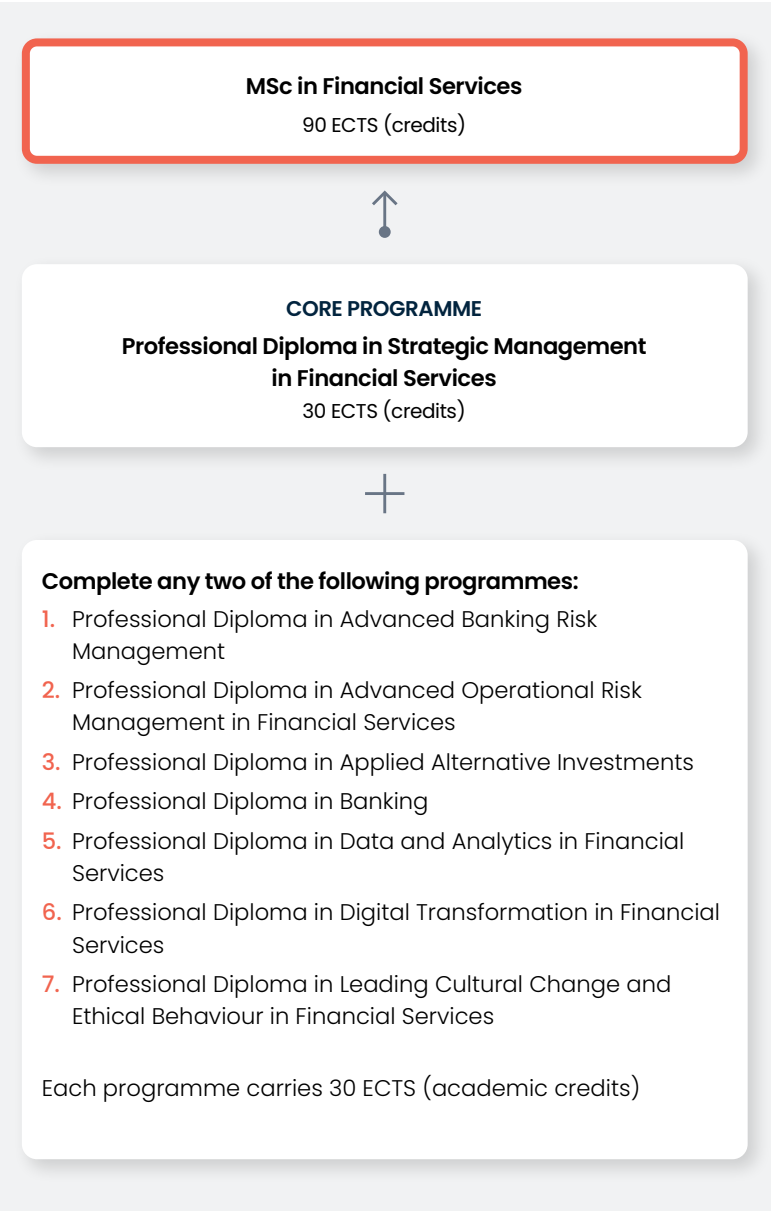 MSc in Financial Services
90 ECTS (credits)
CORE PROGRAMME
Professional Diploma in Strategic Management
in Financial Services
30 ECTS (credits)
Complete any two of the following programmes:
1. Professional Diploma in Advanced Banking Risk
Management
2. Professional Diploma in Advanced Operational Risk
Management in Financial Services
3. Professional Diploma in Applied Alternative Investments
4. Professional Diploma in Banking
5. Professional Diploma in Data and Analytics in Financial
Services
6. Professional Diploma in Digital Transformation in Financial
Services
7. Professional Diploma in Leading Cultural Change and
Ethical Behaviour in Financial Services
Each programme carries 30 ECTS (academic credits)